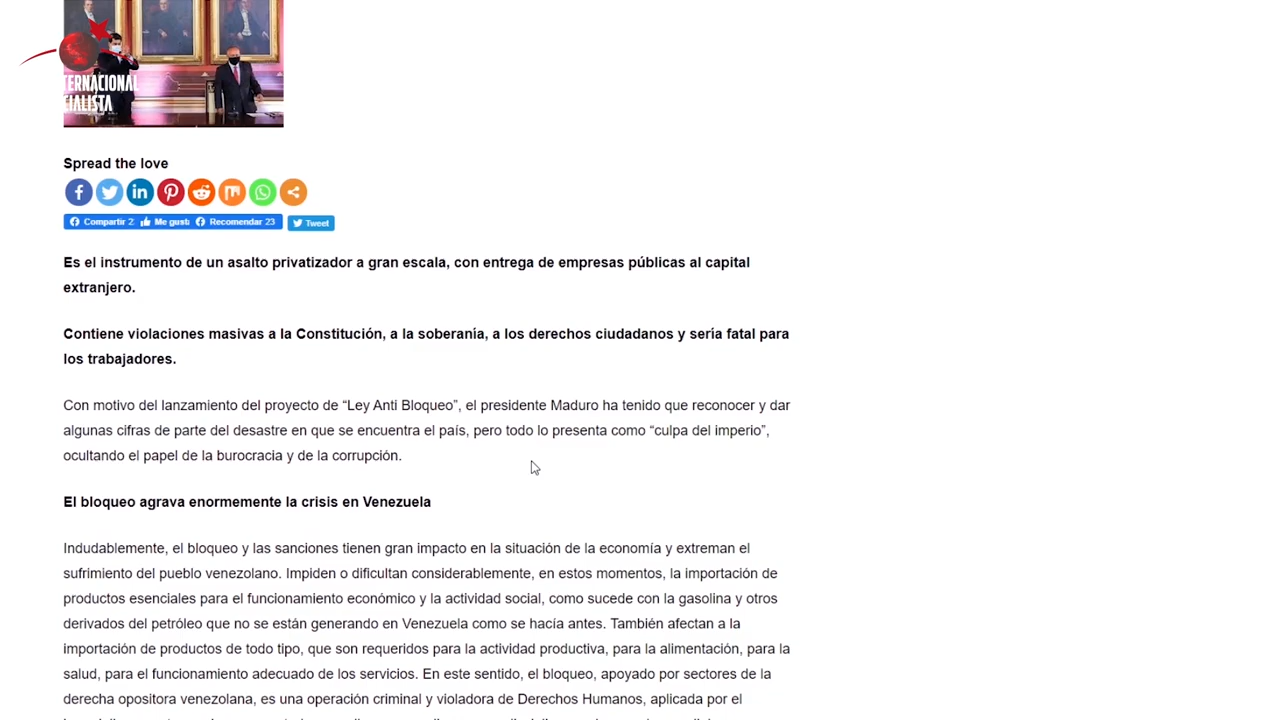 TERNACIONAL
CIALISTA
Spread the love
Compartir 2 Me gusta Recomendar 23 Tweet
Es el instrumento de un asalto privatizador a gran escala, con entrega de empresas públicas al capital
extranjero.
Contiene violaciones masivas a la Constitución, a la soberanía, a los derechos ciudadanos y sería fatal para
los trabajadores.
Con motivo del lanzamiento del proyecto de “Ley Anti Bloqueo”, el presidente Maduro ha tenido que reconocer y dar
algunas cifras de parte del desastre en que se encuentra el país, pero todo lo presenta como “culpa del imperio”,
ocultando el papel de la burocracia y de la corrupción.
El bloqueo agrava enormemente la crisis en Venezuela
Indudablemente, el bloqueo y las sanciones tienen gran impacto en la situación de la economía y extreman el
sufrimiento del pueblo venezolano. Impiden o dificultan considerablemente, en estos momentos, la importación de
productos esenciales para el funcionamiento económico y la actividad social, como sucede con la gasolina y otros
derivados del petróleo que no se están generando en Venezuela como se hacía antes. También afectan a la
importación de productos de todo tipo, que son requeridos para la actividad productiva, para la alimentación, para la
salud, para el funcionamiento adecuado de los servicios. En este sentido, el bloqueo, apoyado por sectores de la
derecha opositora venezolana, es una operación criminal y violadora de Derechos Humanos, aplicada por el